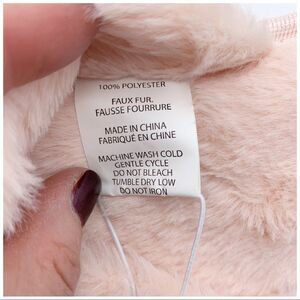 100% POLYESTER
FAUX FUR.
FAUSSE FOURRURE
MADE IN CHINA
FABRIQUÉ EN CHINE
MACHINE WASH COLD
GENTLE CYCLE
DO NOT BLEACH
TUMBLE DRY LOW
DO NOT IRON